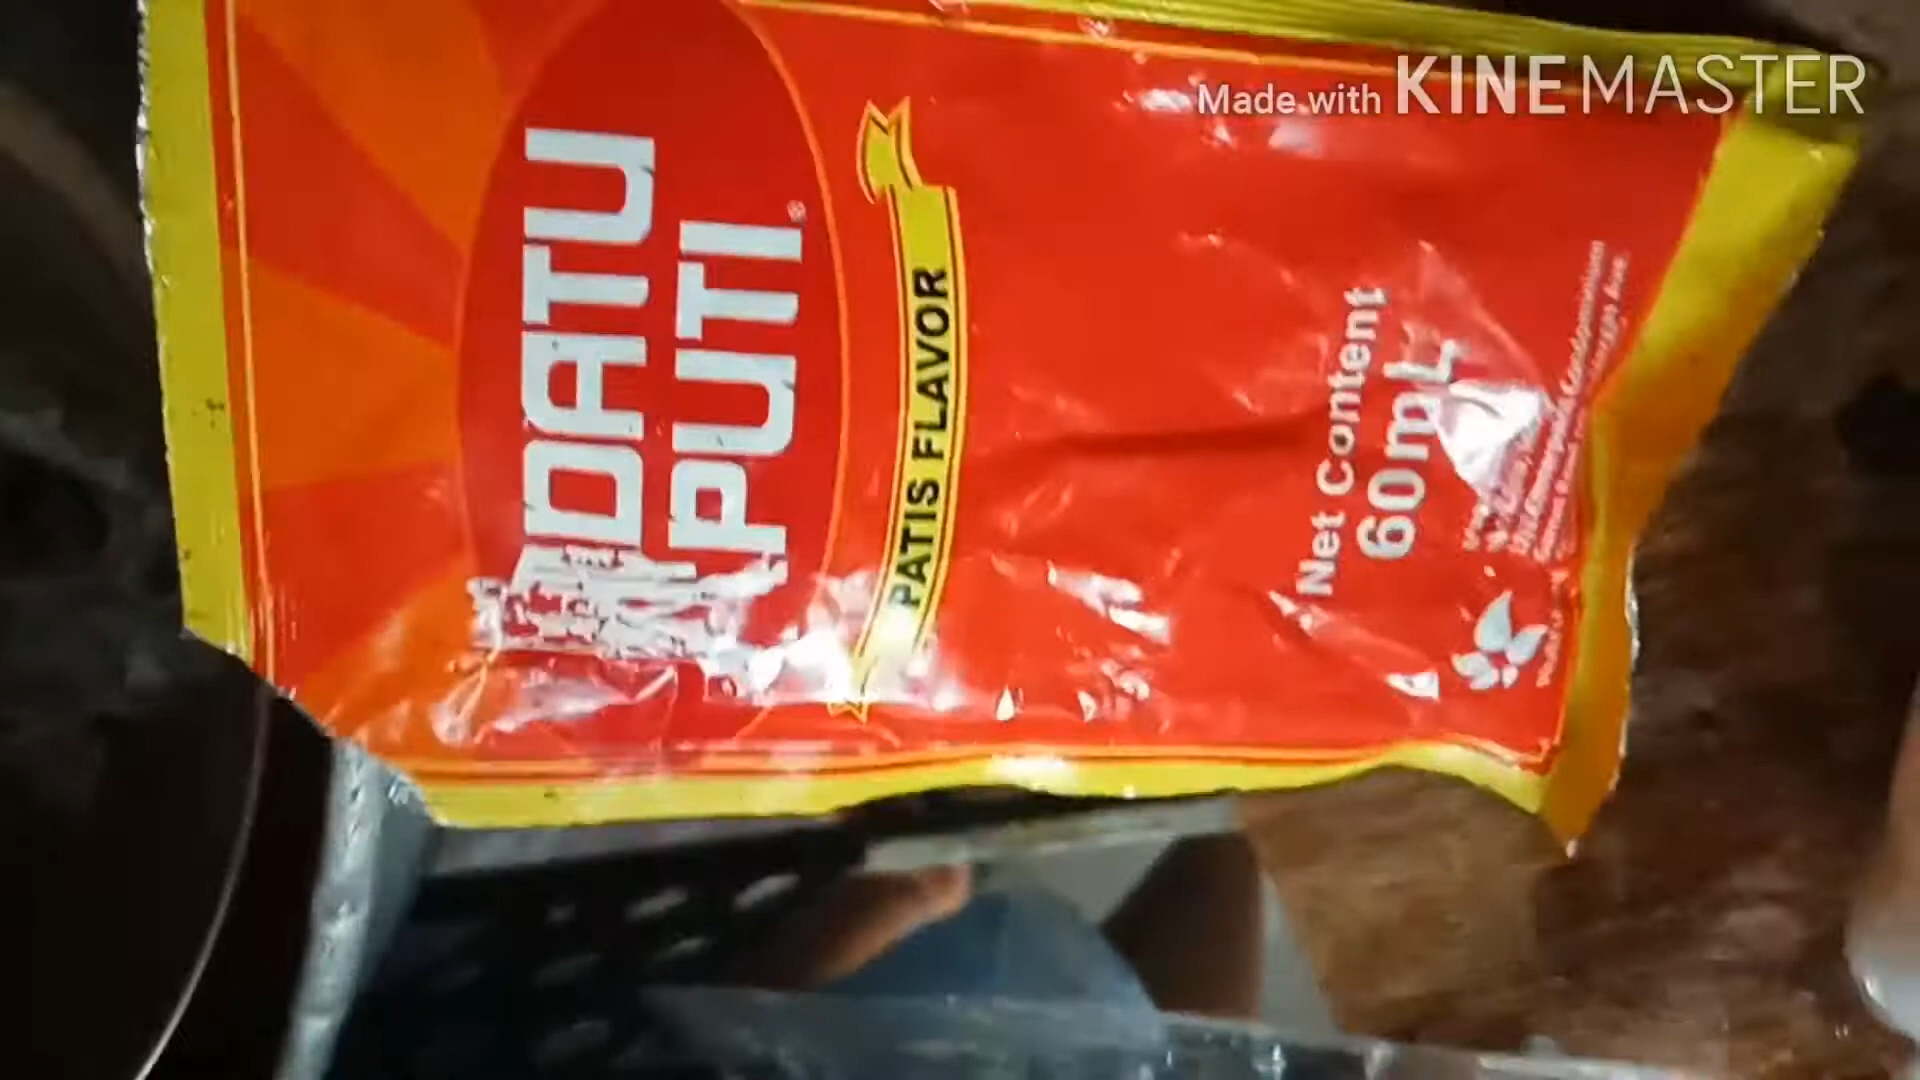 Made with KINEMASTER
DATU
PUTI®
PATIS FLAVOR
Net Content
60mL